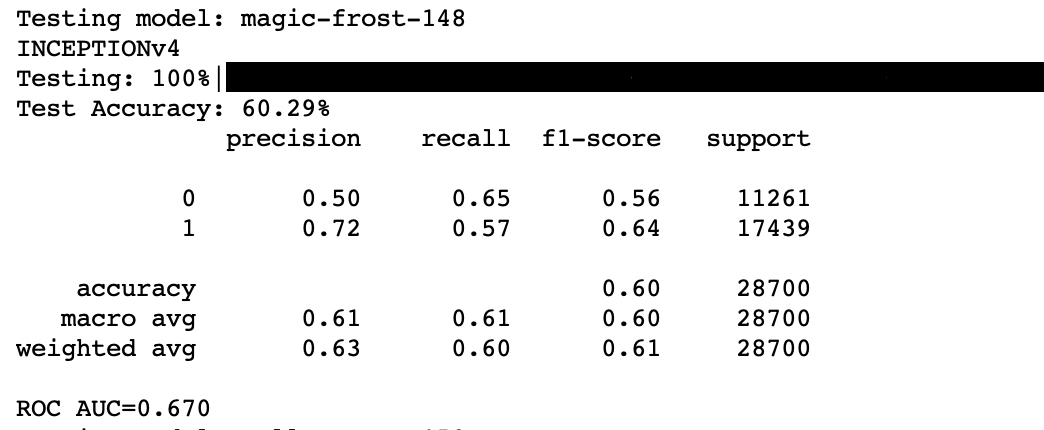 Testing model: magic-frost-148
INCEPTIONv4
Testing: 100%|
Test Accuracy: 60.29%
precision recall f1-score support
0 0.50 0.65 0.56 11261
1 0.72 0.57 0.64 17439
accuracy 0.60 28700
macro avg 0.61 0.61 0.60 28700
weighted avg 0.63 0.60 0.61 28700
ROC AUC=0.670